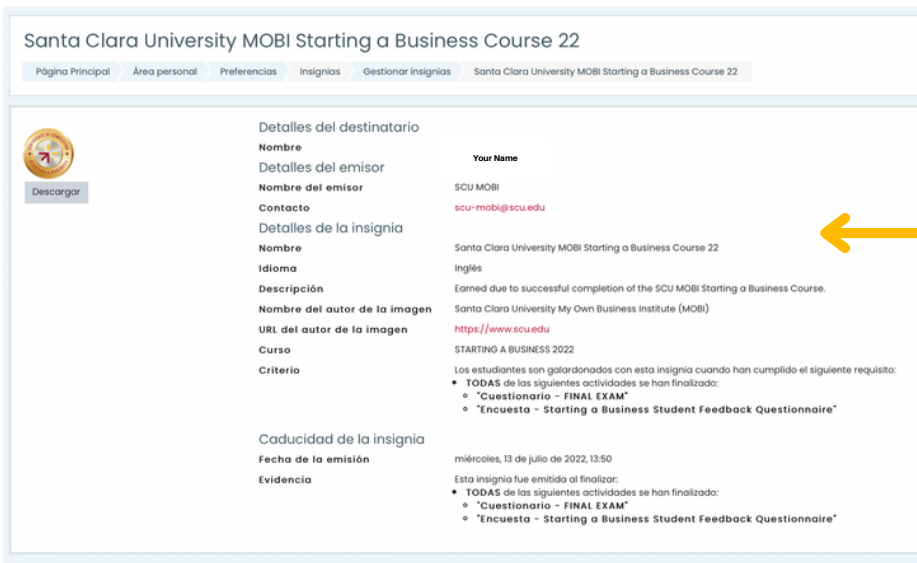 Santa Clara University MOBI Starting a Business Course 22
Página Principal Área personal Preferencias Insignias Gestionar insignias Santa Clara University MOBI Starting a Business Course 22
Descargar
Detalles del destinatario
Nombre Your Name
Detalles del emisor
Nombre del emisor SCU MOBI
Contacto scu-mobi@scu.edu
Detalles de la insignia
Nombre Santa Clara University MOBI Starting a Business Course 22
Idioma Inglés
Descripción Earned due to successful completion of the SCU MOBI Starting a Business Course.
Nombre del autor de la imagen Santa Clara University My Own Business Institute (MOBI)
URL del autor de la imagen https://www.scu.edu
Curso STARTING A BUSINESS 2022
Criterio Los estudiantes son galardonados con esta insignia cuando han cumplido el siguiente requisito:
TODAS de las siguientes actividades se han finalizado:
"Cuestionario - FINAL EXAM"
"Encuesta - Starting a Business Student Feedback Questionnaire"
Caducidad de la insignia
Fecha de la emisión miércoles, 13 de julio de 2022, 13:50
Evidencia Esta insignia fue emitida al finalizar:
TODAS de las siguientes actividades se han finalizado:
"Cuestionario - FINAL EXAM"
"Encuesta - Starting a Business Student Feedback Questionnaire"